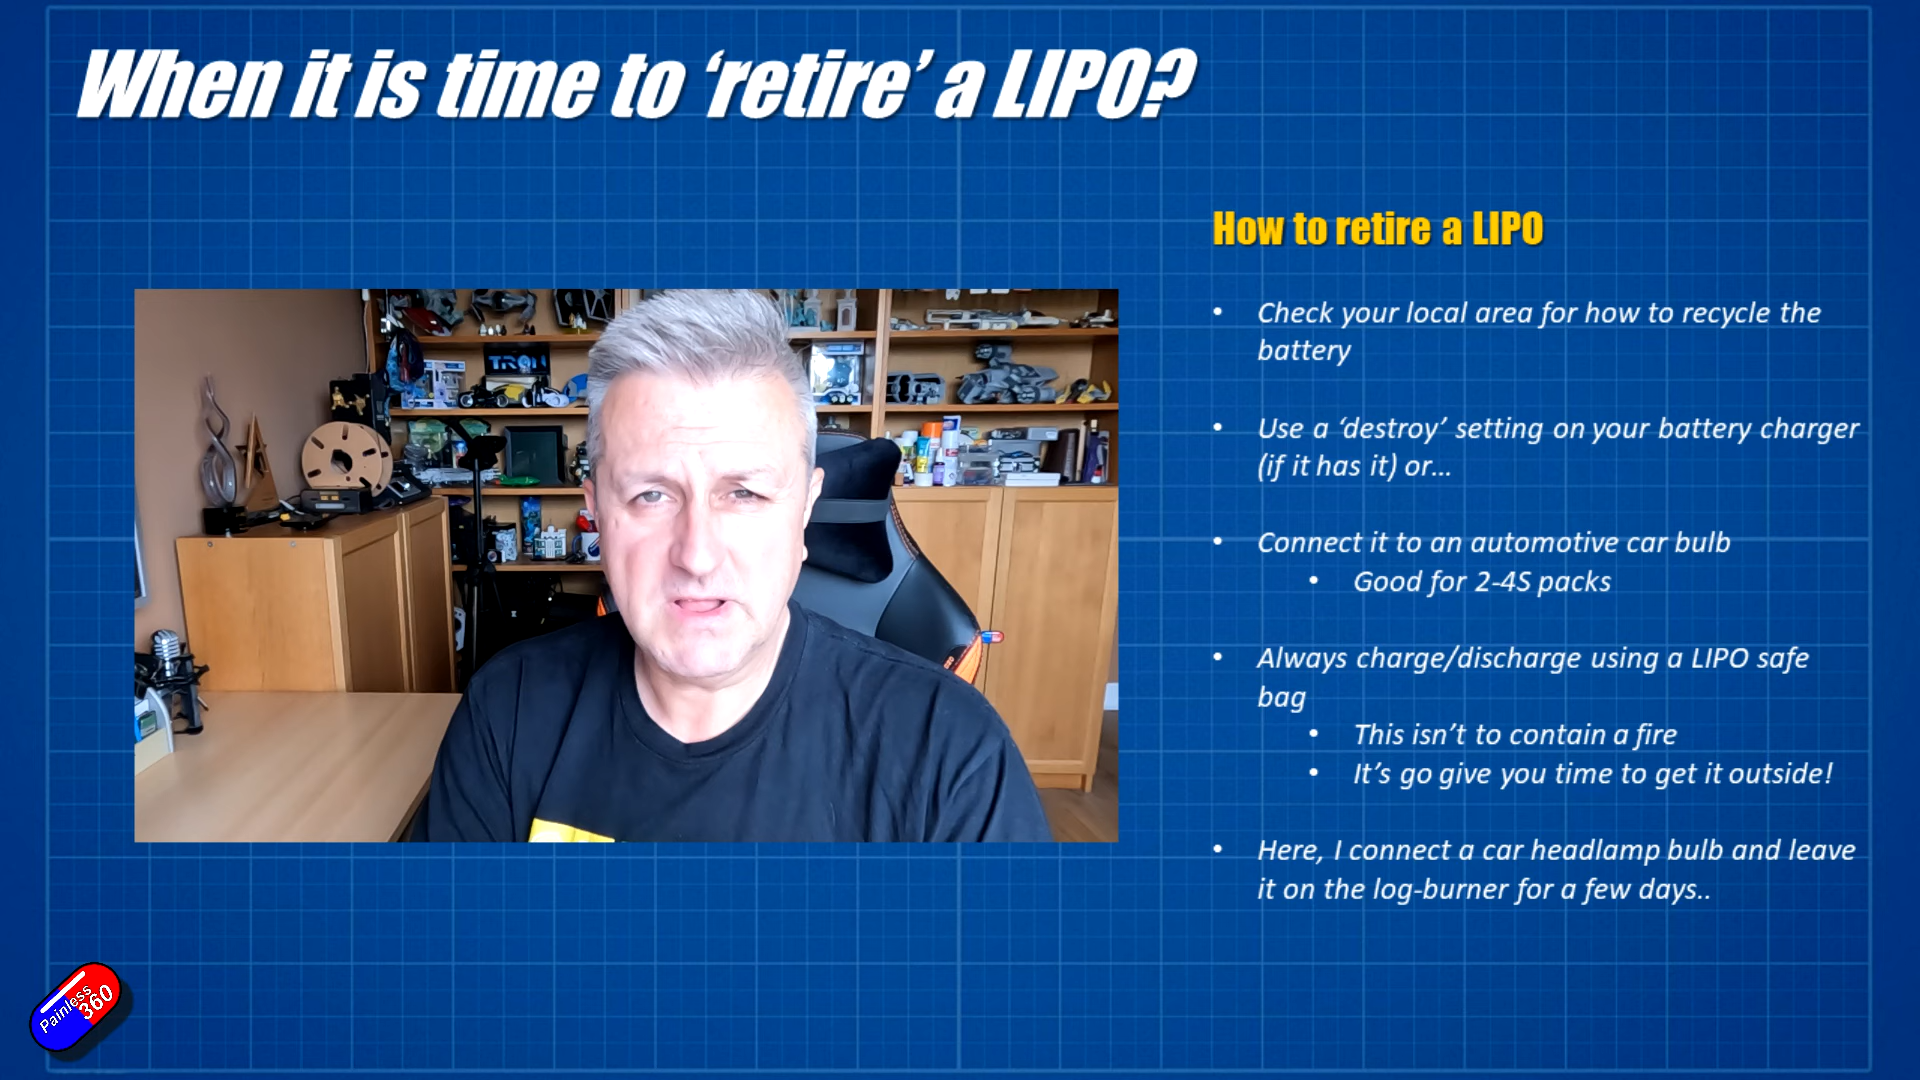 When it is time to ‘retire’ a LIPO?
How to retire a LIPO
• Check your local area for how to recycle the
battery
• Use a ‘destroy’ setting on your battery charger
(if it has it) or…
• Connect it to an automotive car bulb
• Good for 2-4S packs
• Always charge/discharge using a LIPO safe
bag
• This isn’t to contain a fire
• It’s go give you time to get it outside!
• Here, I connect a car headlamp bulb and leave
it on the log-burner for a few days..
TRON
Painless
360